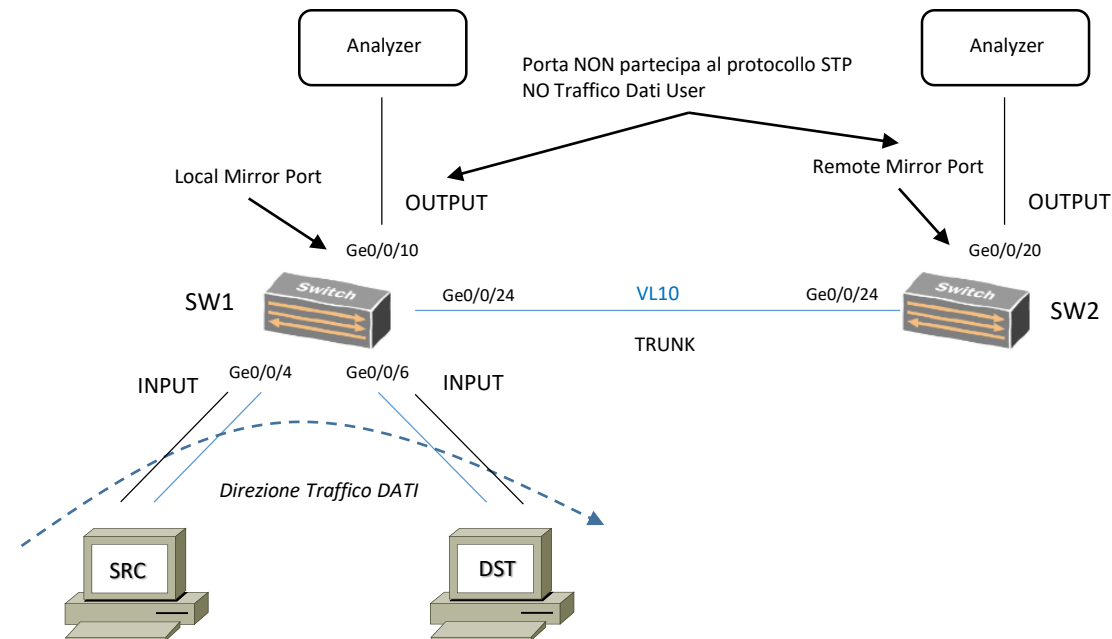 Analyzer
Analyzer
Porta NON partecipa al protocollo STP
NO Traffico Dati User
Local Mirror Port
Remote Mirror Port
OUTPUT
OUTPUT
Ge0/0/10
Ge0/0/20
SW1
Switch
Ge0/0/24
VL10
Ge0/0/24
Switch
SW2
TRUNK
INPUT
Ge0/0/4
Ge0/0/6
INPUT
Direzione Traffico DATI
SRC
DST